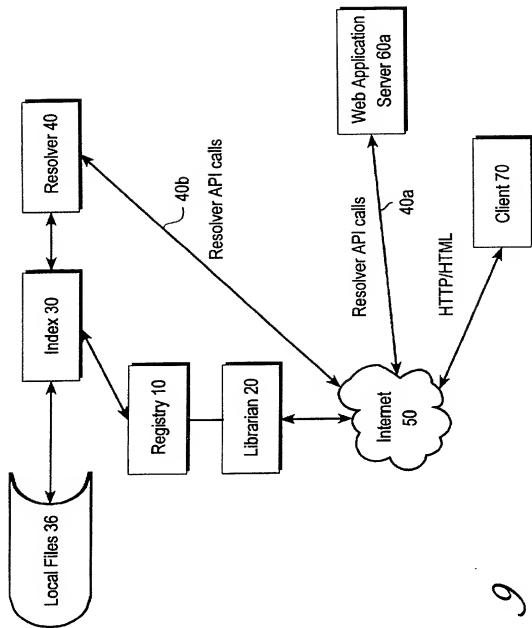 Local Files 36
Index 30
Resolver 40
Registry 10
Librarian 20
40b
Resolver API calls
Internet
50
Resolver API calls
40a
Web Application
Server 60a
HTTP/HTML
Client 70
9